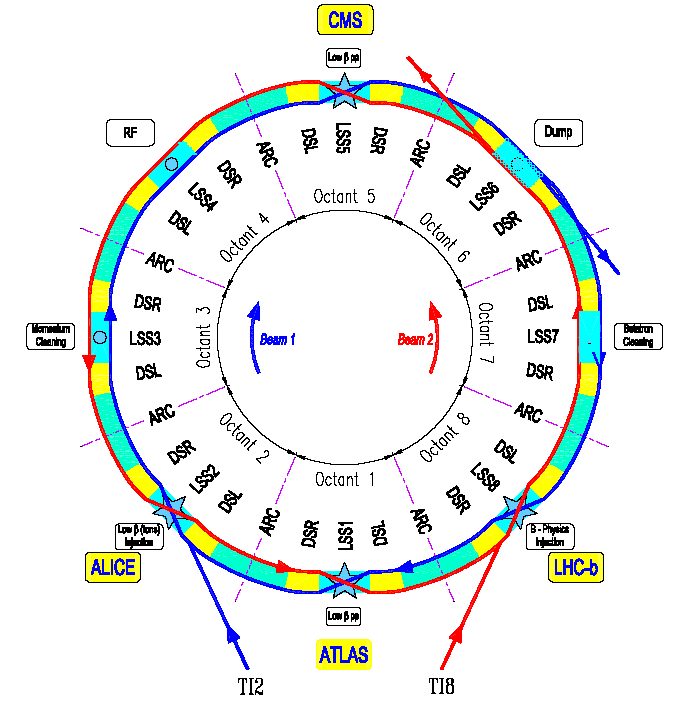 CMS
Low β pp
RF
Dump
DSL
LSS5
DSR
ARC
ARC
DSR
LSS4
DSL
DSL
LSS6
DSR
Octant 5
Octant 4
Octant 6
ARC
ARC
DSR
LSS3
DSL
Octant 3
Octant 7
DSL
LSS7
DSR
Momentum
Cleaning
Betatron
Cleaning
Beam 1
Beam 2
ARC
ARC
DSR
LSS2
DSL
Octant 2
Octant 8
DSL
LSS8
DSR
Octant 1
ARC
ARC
DSR
LSS1
DSL
Low β (Ions)
Injection
B - Physics
Injection
ALICE
LHC-b
Low β pp
ATLAS
TI2
TI8